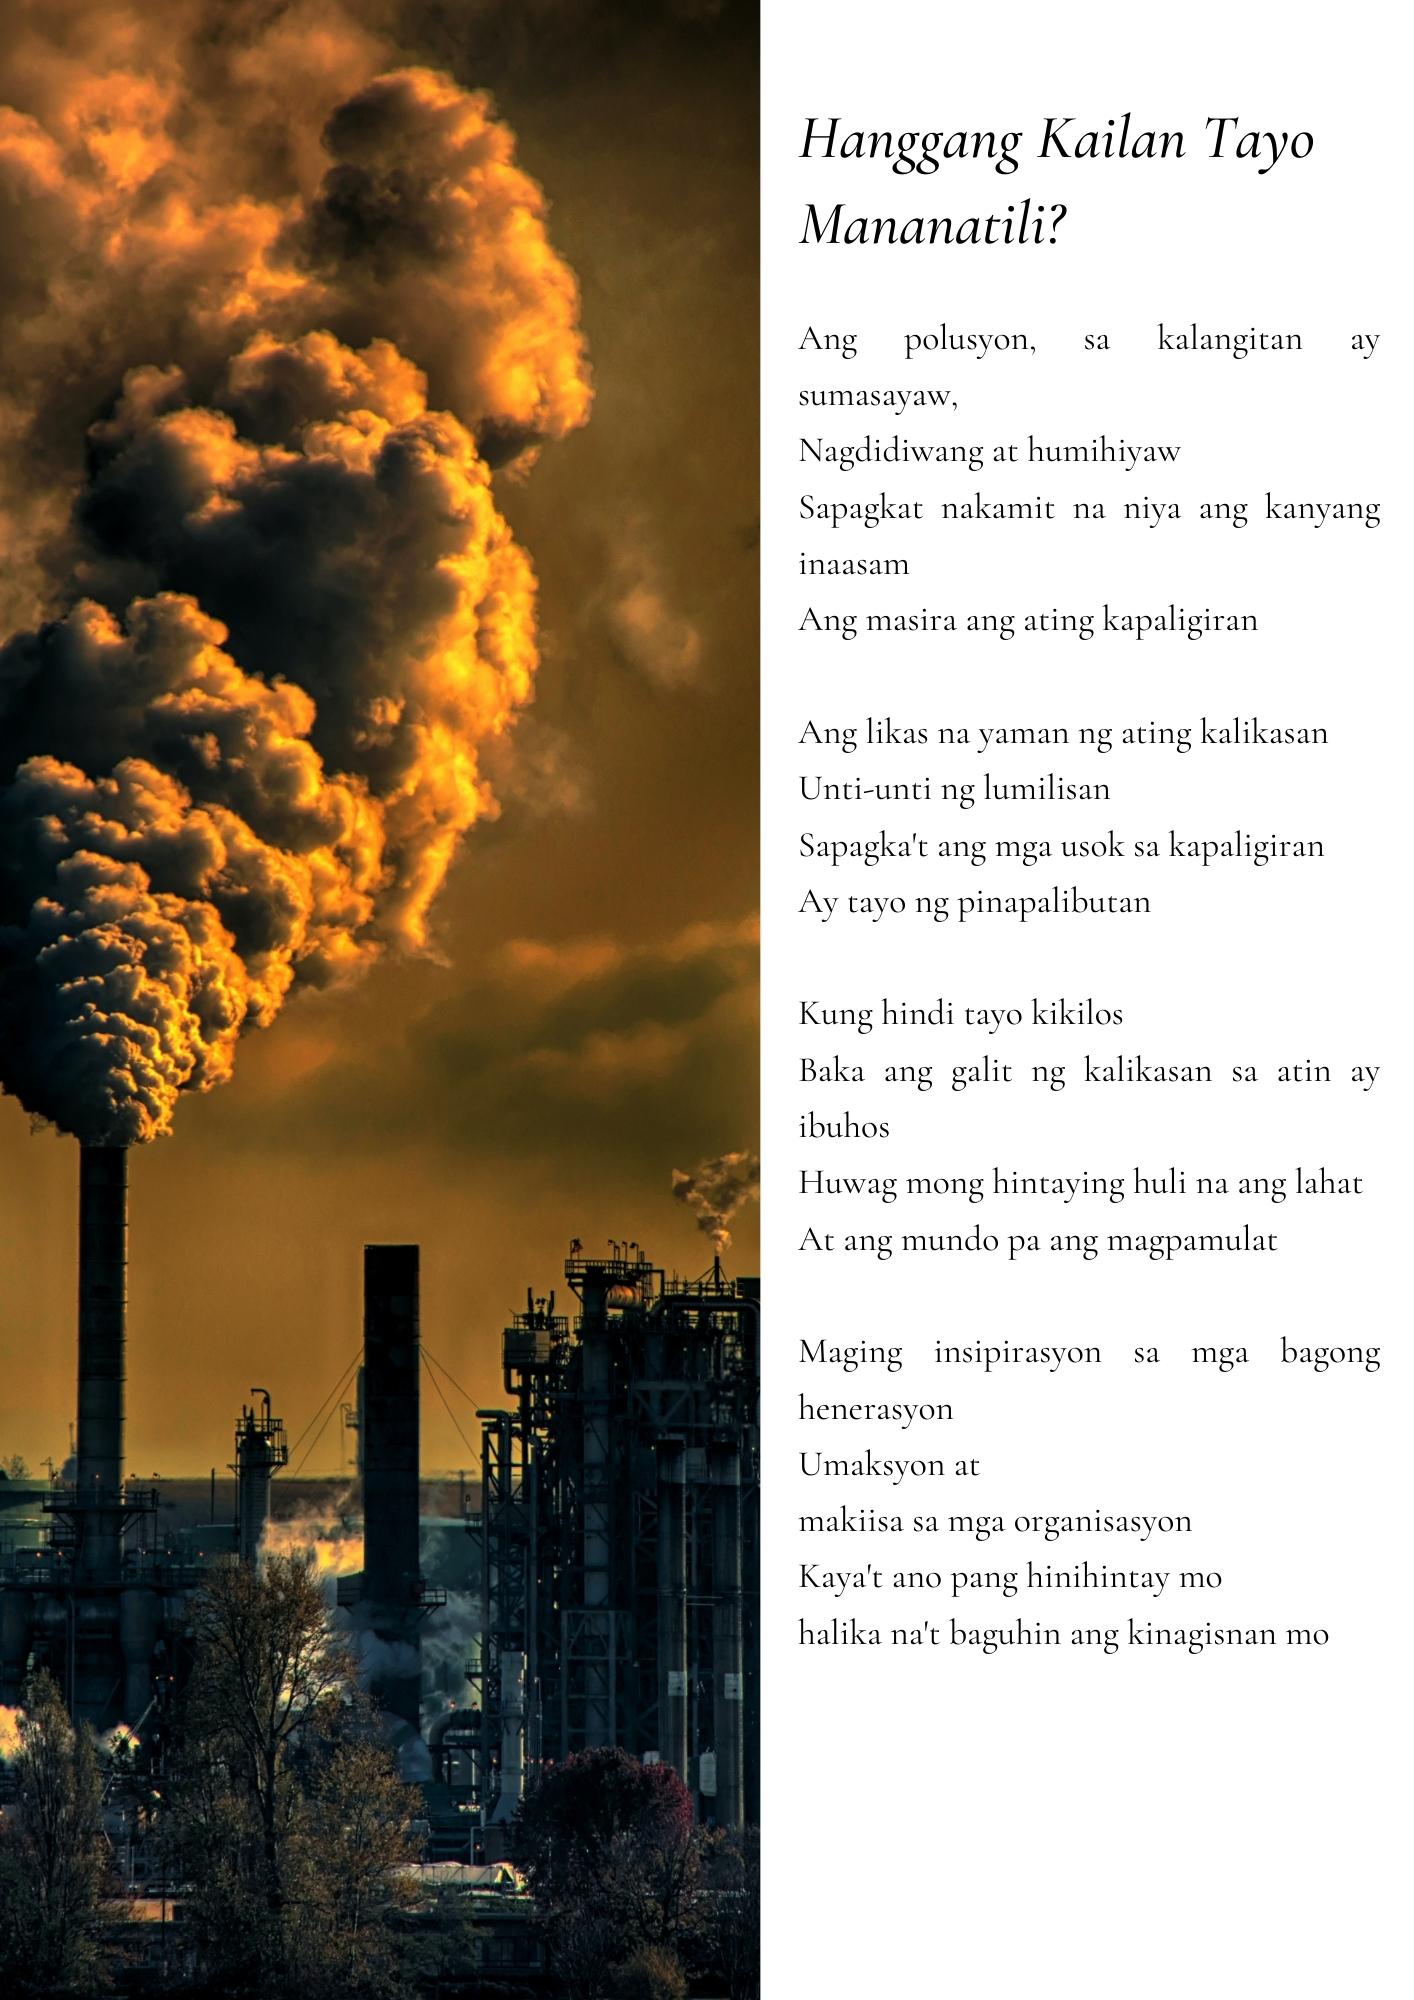 Hanggang Kailan Tayo
Mananatili?
Ang polusyon, sa kalangitan ay
sumasayaw,
Nagdidiwang at humihiyaw
Sapagkat nakamit na niya ang kanyang
inaasam
Ang masira ang ating kapaligiran
Ang likas na yaman ng ating kalikasan
Unti-unti ng lumilisan
Sapagka't ang mga usok sa kapaligiran
Ay tayo ng pinapalibutan
Kung hindi tayo kikilos
Baka ang galit ng kalikasan sa atin ay
ibuhos
Huwag mong hintaying huli na ang lahat
At ang mundo pa ang magpamulat
Maging insipirasyon sa mga bagong
henerasyon
Umaksyon at
makiisa sa mga organisasyon
Kaya't ano pang hinihintay mo
halika na't baguhin ang kinagisnan mo